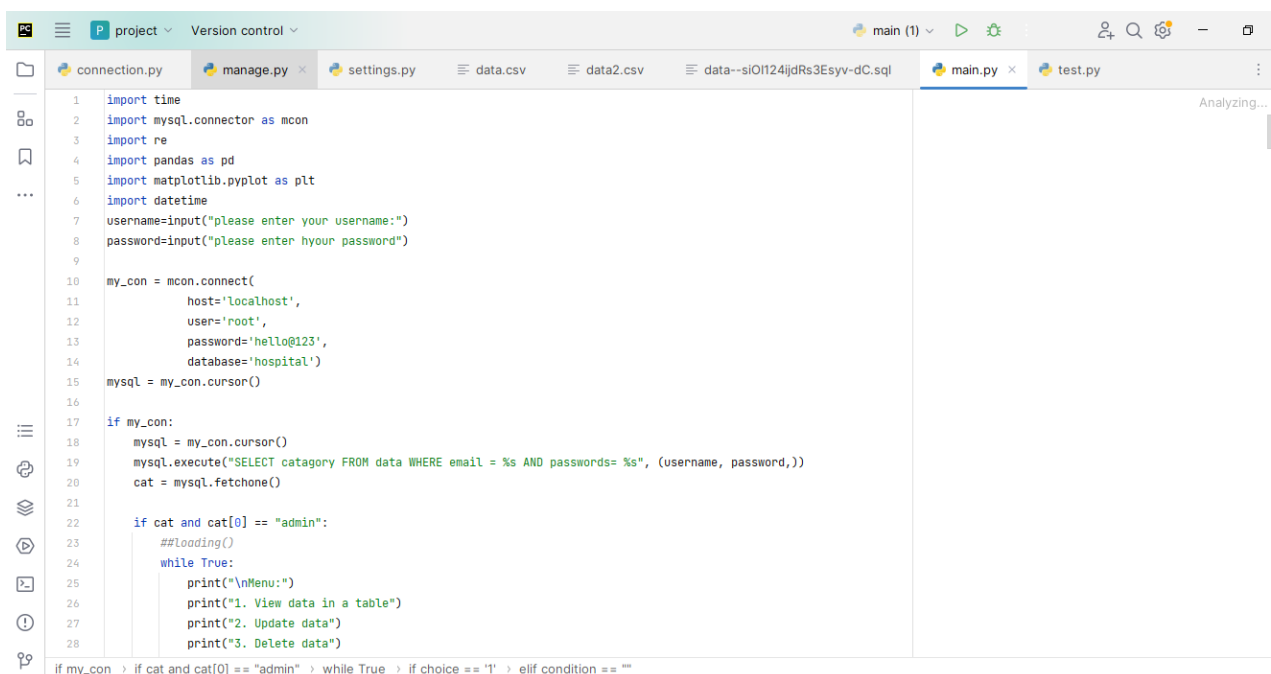 PC P project Version control main (1)
connection.py manage.py settings.py data.csv data2.csv data--siOl124ijdRs3Esyv-dC.sql main.py test.py
Analyzing...
1 import time
2 import mysql.connector as mcon
3 import re
4 import pandas as pd
5 import matplotlib.pyplot as plt
6 import datetime
7 username=input("please enter your username:")
8 password=input("please enter hyour password")
9
10 my_con = mcon.connect(
11 host='localhost',
12 user='root',
13 password='hello@123',
14 database='hospital')
15 mysql = my_con.cursor()
16
17 if my_con:
18 mysql = my_con.cursor()
19 mysql.execute("SELECT catagory FROM data WHERE email = %s AND passwords= %s", (username, password,))
20 cat = mysql.fetchone()
21
22 if cat and cat[0] == "admin":
23 ##loading()
24 while True:
25 print("\nMenu:")
26 print("1. View data in a table")
27 print("2. Update data")
28 print("3. Delete data")
if my_con › if cat and cat[0] == "admin" › while True › if choice == '1' › elif condition == ""